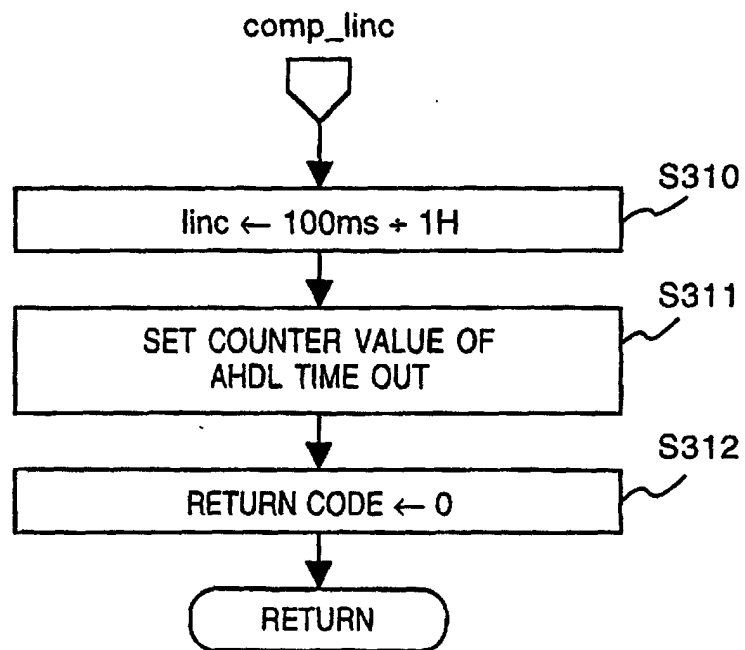 comp_linc
S310
linc ← 100ms ÷ 1H
S311
SET COUNTER VALUE OF
AHDL TIME OUT
S312
RETURN CODE ← 0
RETURN